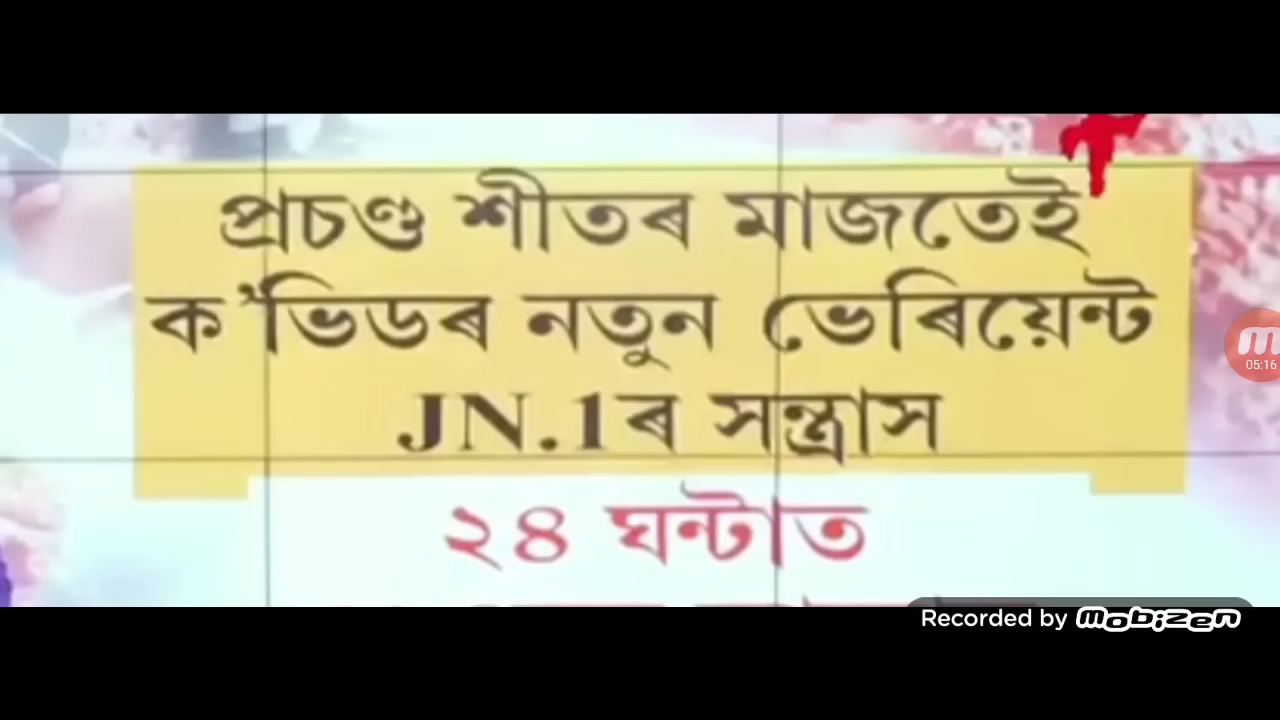 প্ৰচণ্ড শীতৰ মাজতেই
ক'ভিডৰ নতুন ভেৰিয়েন্ট
JN.1ৰ সন্ত্ৰাস
২৪ ঘন্টাত
05:16
Recorded by mobizen